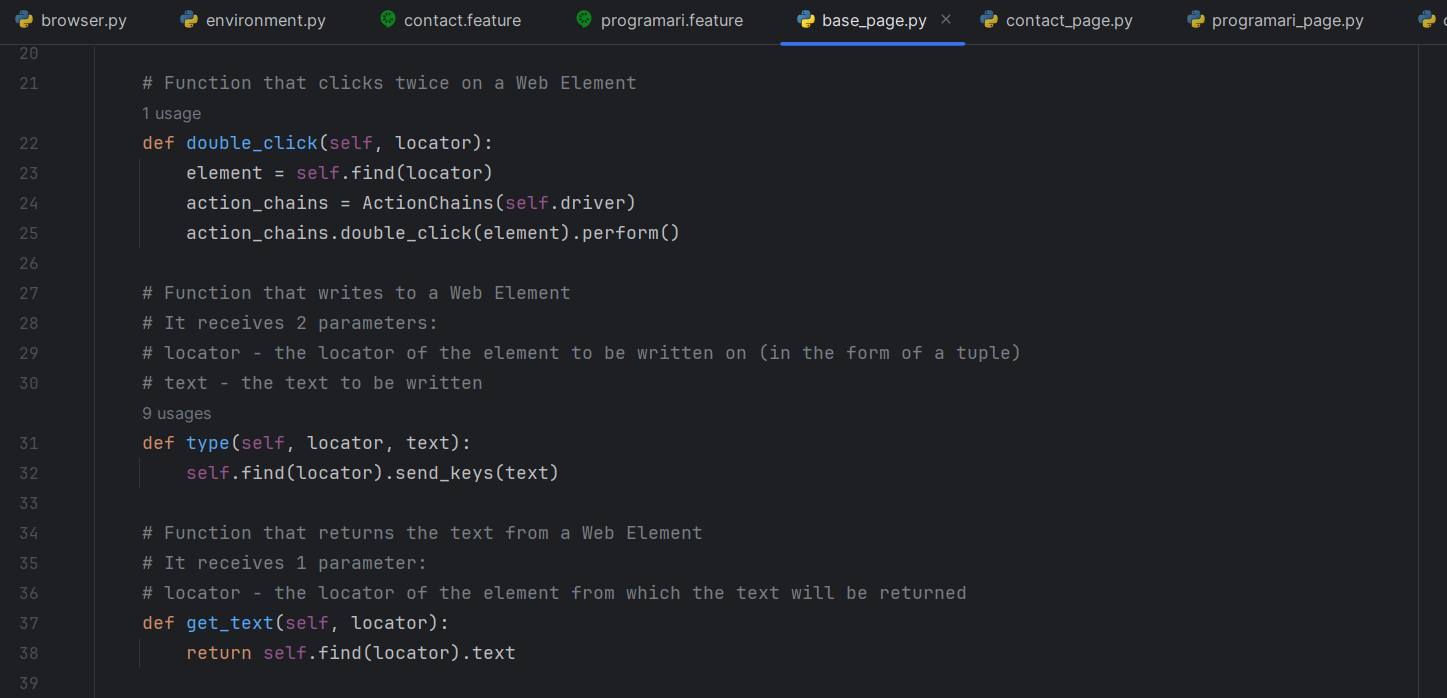 browser.py environment.py contact.feature programari.feature base_page.py × contact_page.py programari_page.py
20
21 # Function that clicks twice on a Web Element
1 usage
22 def double_click(self, locator):
23 element = self.find(locator)
24 action_chains = ActionChains(self.driver)
25 action_chains.double_click(element).perform()
26
27 # Function that writes to a Web Element
28 # It receives 2 parameters:
29 # locator - the locator of the element to be written on (in the form of a tuple)
30 # text - the text to be written
9 usages
31 def type(self, locator, text):
32 self.find(locator).send_keys(text)
33
34 # Function that returns the text from a Web Element
35 # It receives 1 parameter:
36 # locator - the locator of the element from which the text will be returned
37 def get_text(self, locator):
38 return self.find(locator).text
39